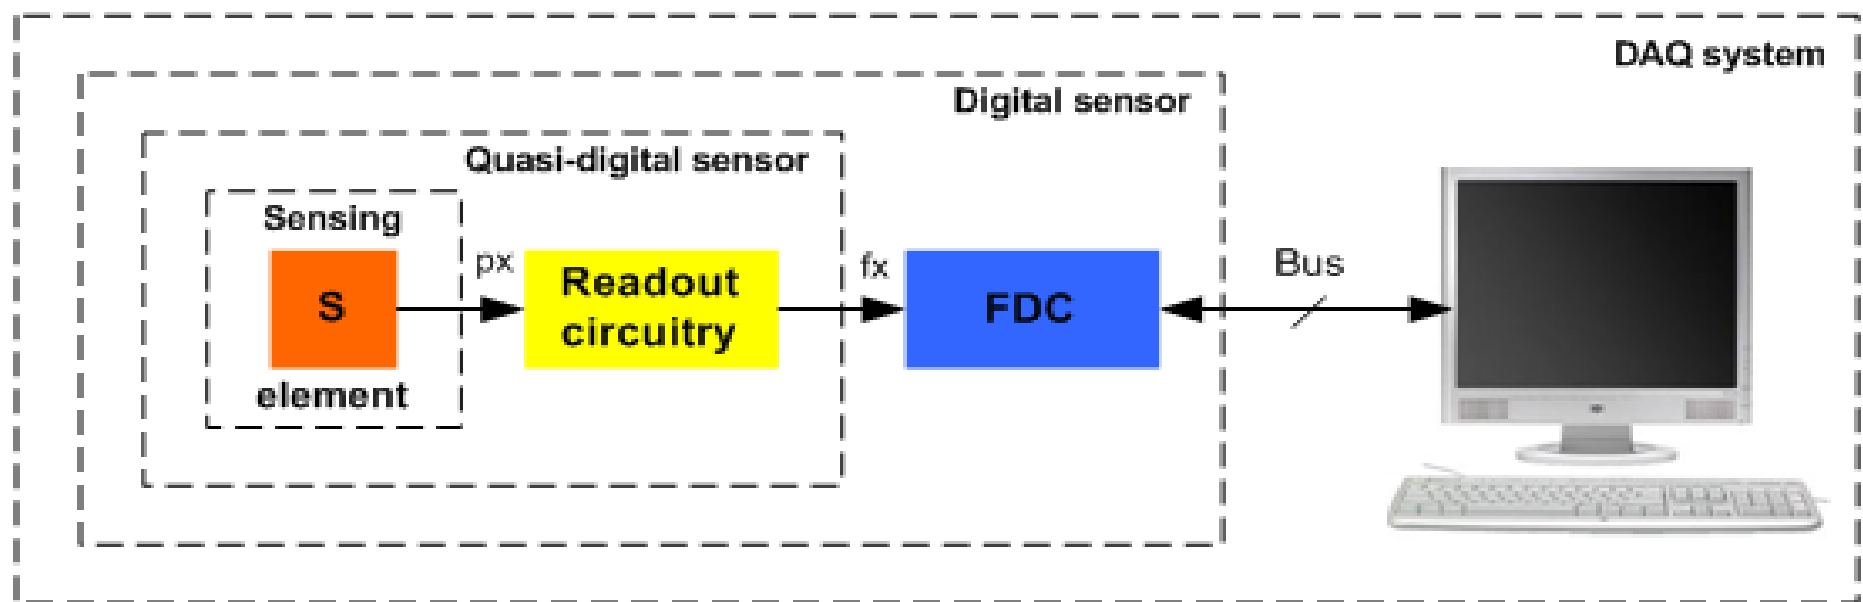 DAQ system
Digital sensor
Quasi-digital sensor
Sensing
element
S
px
Readout
circuitry
fx
FDC
Bus